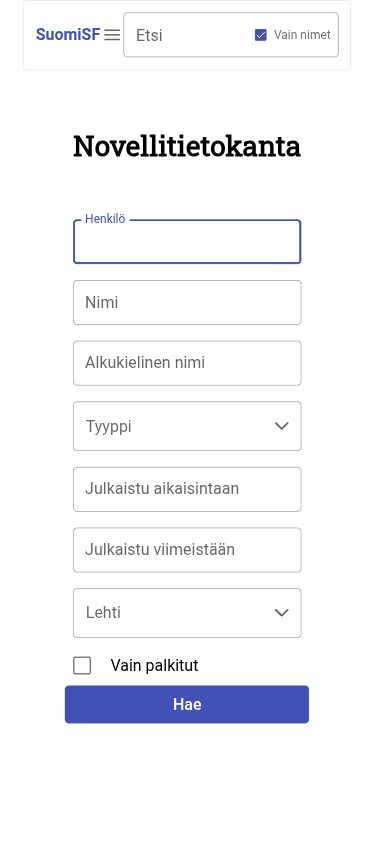 SuomiSF
Etsi
Vain nimet
Novellitietokanta
Henkilö
Nimi
Alkukielinen nimi
Tyyppi
Julkaistu aikaisintaan
Julkaistu viimeistään
Lehti
Vain palkitut
Hae